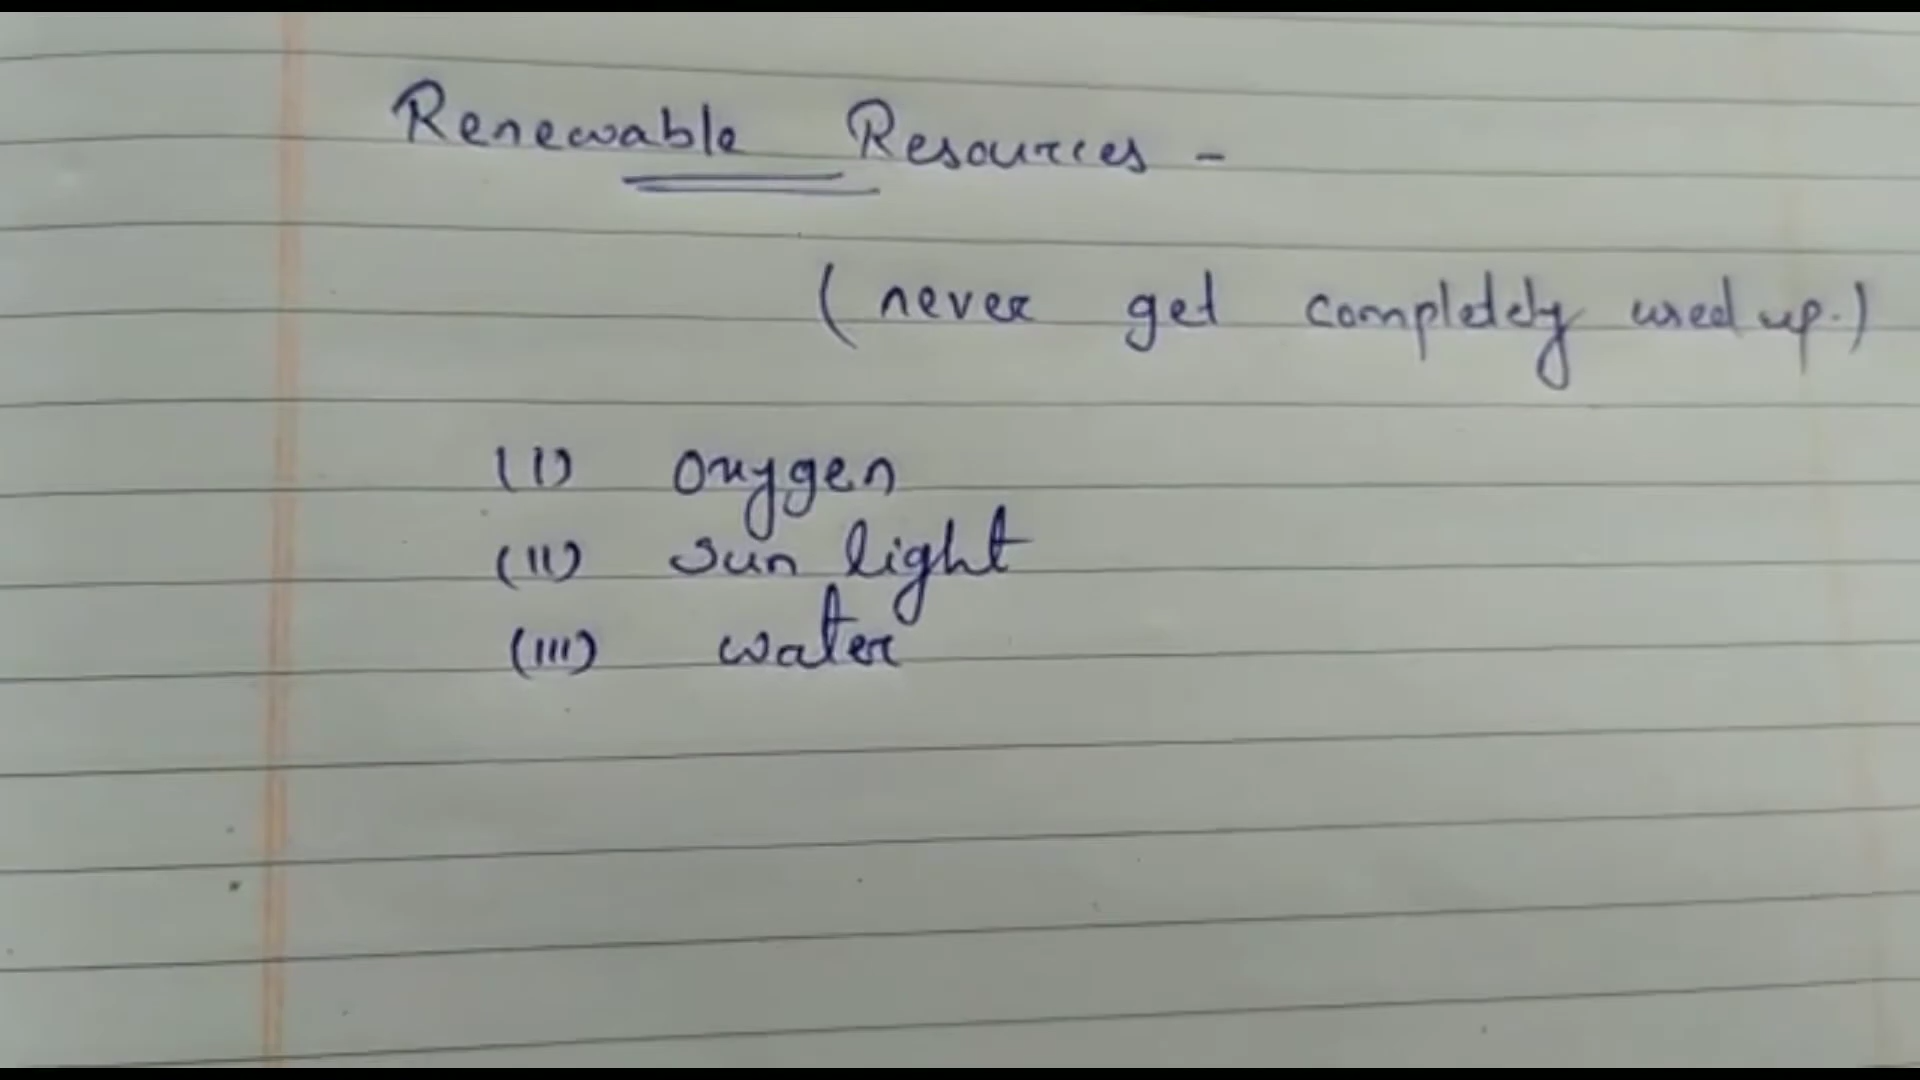 Renewable Resources -
(never get completely used up.)
(I) oxygen
(II) sun light
(III) water